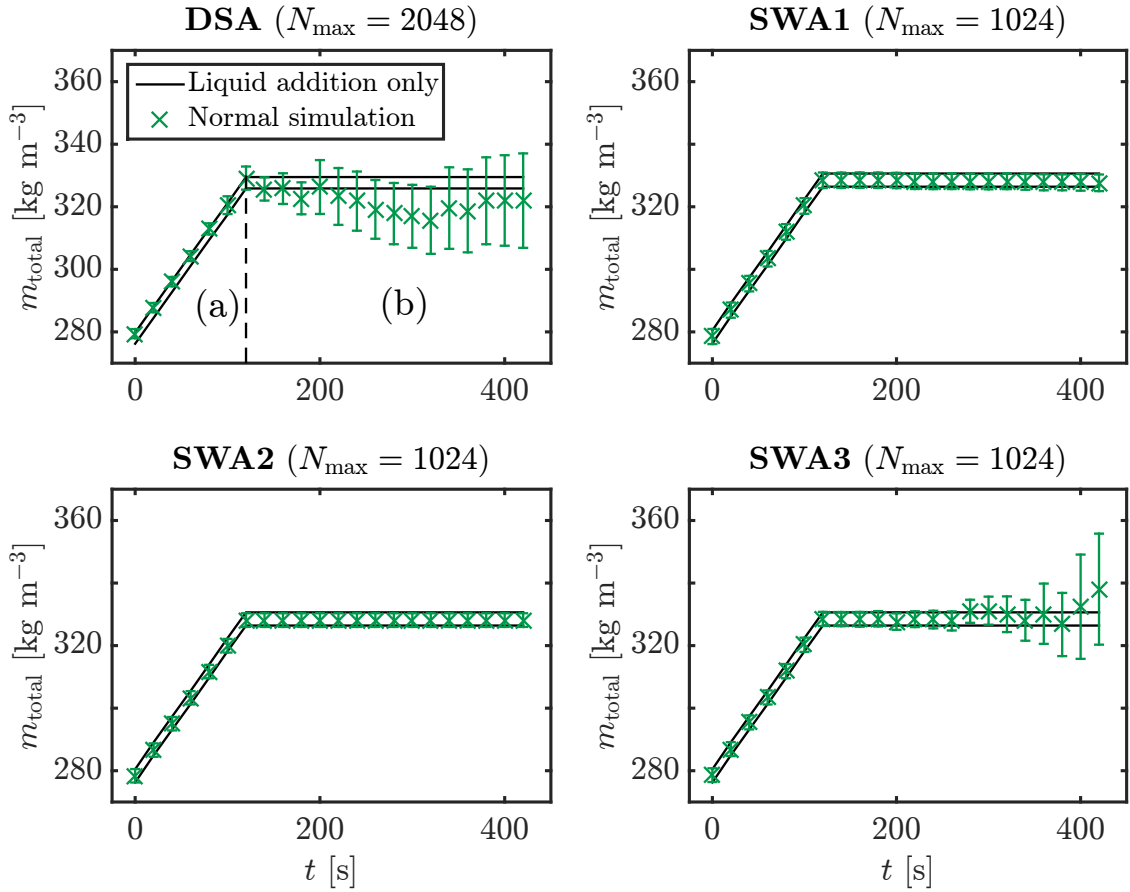 DSA (N_max = 2048)
360
340
320
300
280
m_total [kg m⁻³]
Liquid addition only
Normal simulation
(a)
(b)
0
200
400
SWA1 (N_max = 1024)
360
320
280
m_total [kg m⁻³]
0
200
400
SWA2 (N_max = 1024)
360
320
280
m_total [kg m⁻³]
0
200
400
t [s]
SWA3 (N_max = 1024)
360
320
280
m_total [kg m⁻³]
0
200
400
t [s]